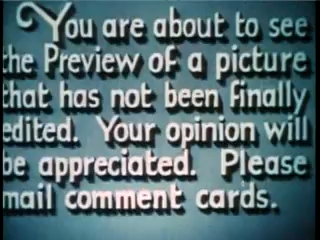 You are about to see
the Preview of a picture
that has not been finally
edited. Your opinion will
be appreciated. Please
mail comment cards.